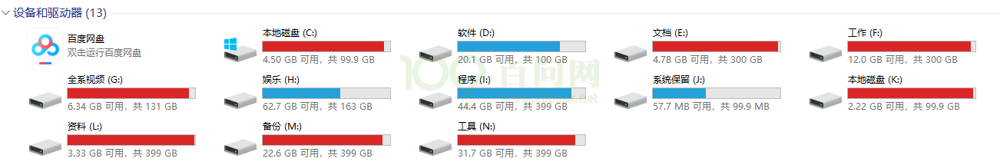 设备和驱动器 (13)
百度网盘
双击运行百度网盘
本地磁盘 (C:)
4.50 GB 可用，共 99.9 GB
软件 (D:)
20.1 GB 可用，共 100 GB
文档 (E:)
4.78 GB 可用，共 300 GB
工作 (F:)
12.0 GB 可用，共 300 GB
全系视频 (G:)
6.34 GB 可用，共 131 GB
娱乐 (H:)
62.7 GB 可用，共 163 GB
程序 (I:)
44.4 GB 可用，共 399 GB
系统保留 (J:)
57.7 MB 可用，共 99.9 MB
本地磁盘 (K:)
2.22 GB 可用，共 99.9 GB
资料 (L:)
3.33 GB 可用，共 399 GB
备份 (M:)
22.6 GB 可用，共 399 GB
工具 (N:)
31.7 GB 可用，共 399 GB
100 百问网